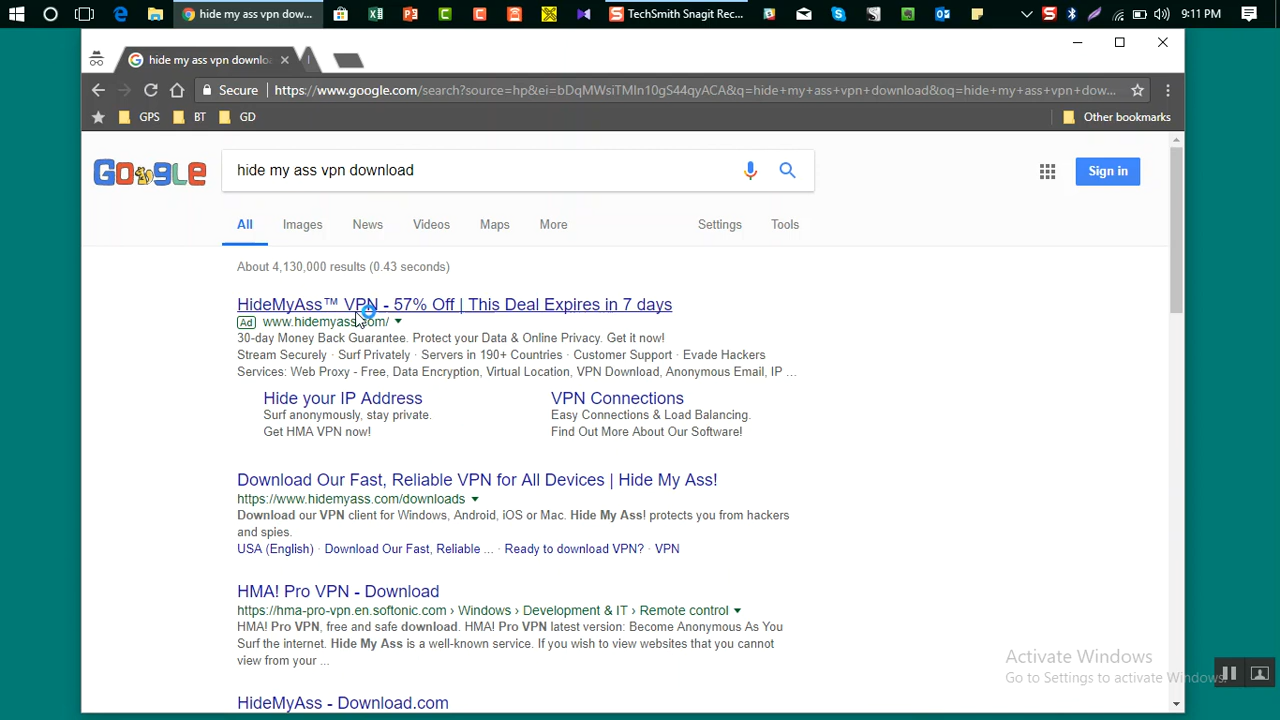 hide my ass vpn dow...
TechSmith Snagit Rec...
9:11 PM
hide my ass vpn downloa
Secure
https://www.google.com/search?source=hp&ei=bDqMWsiTMIn10gS44qyACA&q=hide+my+ass+vpn+download&oq=hide+my+ass+vpn+dow...
GPS
BT
GD
Other bookmarks
Google
hide my ass vpn download
Sign in
All
Images
News
Videos
Maps
More
Settings
Tools
About 4,130,000 results (0.43 seconds)
HideMyAss™ VPN - 57% Off | This Deal Expires in 7 days
Ad www.hidemyass.com/
30-day Money Back Guarantee. Protect your Data & Online Privacy. Get it now!
Stream Securely · Surf Privately · Servers in 190+ Countries · Customer Support · Evade Hackers
Services: Web Proxy - Free, Data Encryption, Virtual Location, VPN Download, Anonymous Email, IP ...
Hide your IP Address
Surf anonymously, stay private.
Get HMA VPN now!
VPN Connections
Easy Connections & Load Balancing.
Find Out More About Our Software!
Download Our Fast, Reliable VPN for All Devices | Hide My Ass!
https://www.hidemyass.com/downloads
Download our VPN client for Windows, Android, iOS or Mac. Hide My Ass! protects you from hackers
and spies.
USA (English) · Download Our Fast, Reliable ... · Ready to download VPN? · VPN
HMA! Pro VPN - Download
https://hma-pro-vpn.en.softonic.com › Windows › Development & IT › Remote control
HMA! Pro VPN, free and safe download. HMA! Pro VPN latest version: Become Anonymous As You
Surf the internet. Hide My Ass is a well-known service. If you wish to view websites that you cannot
view from your ...
HideMyAss - Download.com
Activate Windows
Go to Settings to activate Windows.